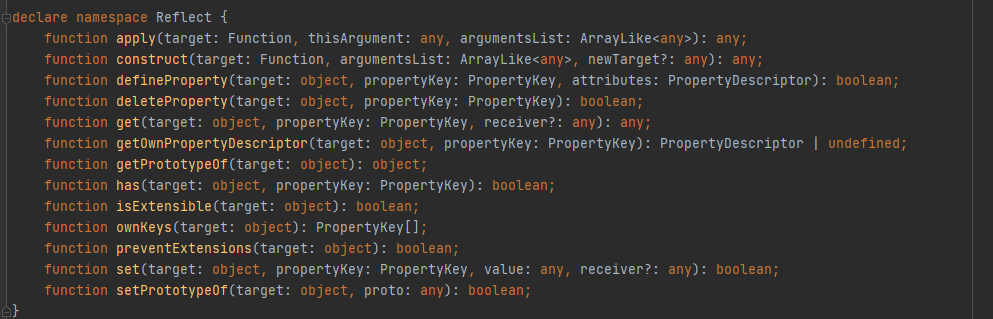 declare namespace Reflect {
    function apply(target: Function, thisArgument: any, argumentsList: ArrayLike<any>): any;
    function construct(target: Function, argumentsList: ArrayLike<any>, newTarget?: any): any;
    function defineProperty(target: object, propertyKey: PropertyKey, attributes: PropertyDescriptor): boolean;
    function deleteProperty(target: object, propertyKey: PropertyKey): boolean;
    function get(target: object, propertyKey: PropertyKey, receiver?: any): any;
    function getOwnPropertyDescriptor(target: object, propertyKey: PropertyKey): PropertyDescriptor | undefined;
    function getPrototypeOf(target: object): object;
    function has(target: object, propertyKey: PropertyKey): boolean;
    function isExtensible(target: object): boolean;
    function ownKeys(target: object): PropertyKey[];
    function preventExtensions(target: object): boolean;
    function set(target: object, propertyKey: PropertyKey, value: any, receiver?: any): boolean;
    function setPrototypeOf(target: object, proto: any): boolean;
}